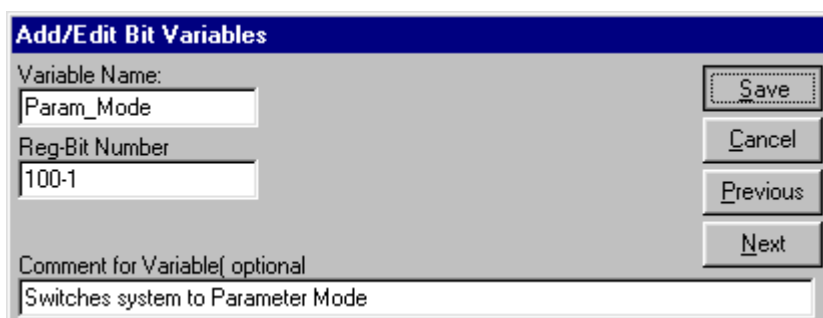 Add/Edit Bit Variables
Variable Name:
Param_Mode
Save
Reg-Bit Number
Cancel
100-1
Previous
Next
Comment for Variable( optional
Switches system to Parameter Mode